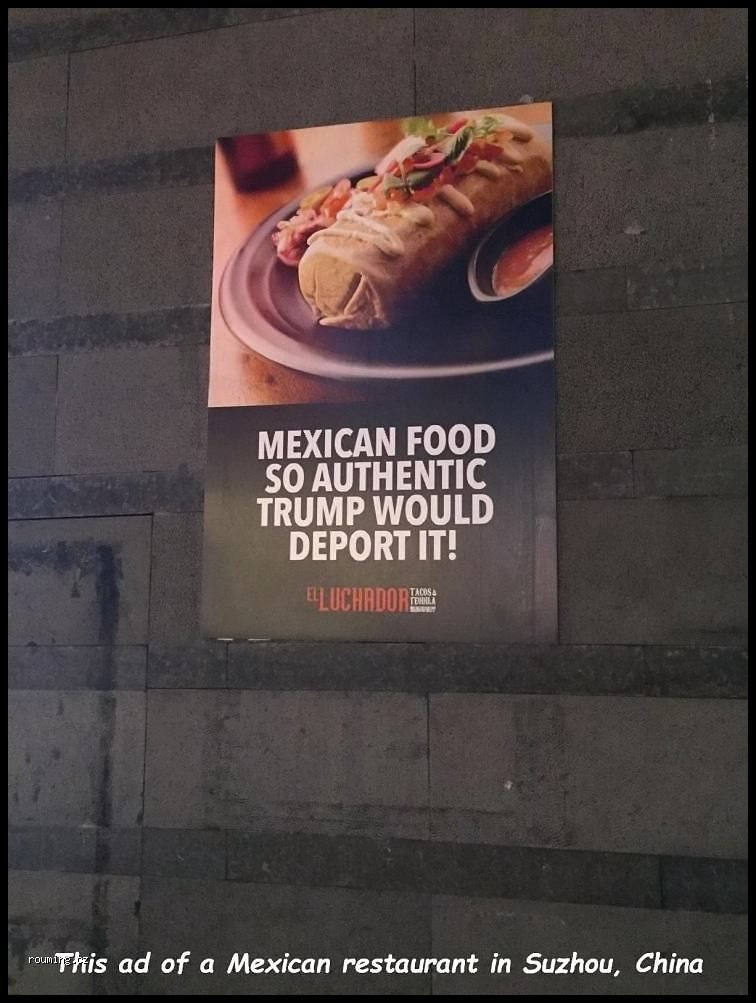 MEXICAN FOOD
SO AUTHENTIC
TRUMP WOULD
DEPORT IT!
EL LUCHADOR TACOS &
TEQUILA
This ad of a Mexican restaurant in Suzhou, China